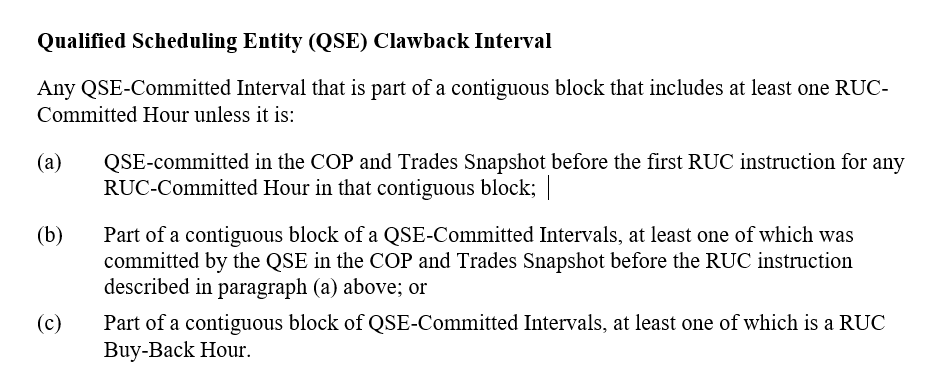 Qualified Scheduling Entity (QSE) Clawback Interval
Any QSE-Committed Interval that is part of a contiguous block that includes at least one RUC-
Committed Hour unless it is:
(a) QSE-committed in the COP and Trades Snapshot before the first RUC instruction for any
RUC-Committed Hour in that contiguous block;
(b) Part of a contiguous block of a QSE-Committed Intervals, at least one of which was
committed by the QSE in the COP and Trades Snapshot before the RUC instruction
described in paragraph (a) above; or
(c) Part of a contiguous block of QSE-Committed Intervals, at least one of which is a RUC
Buy-Back Hour.